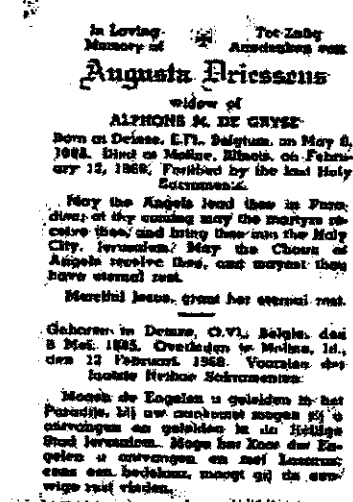 In Loving Memory of
Tot Zalig Aandenken van
Augusta Driessens
widow of
ALPHONS M. DE GRYSE
Born at Deinze, E.Fl., Belgium, on May 8,
Died at Moline, Illinois, on Febru-
ary 12, 1968. Fortified by the last Holy
Sacraments.
May the Angels lead thee in Para-
dise; at thy coming may the martyrs re-
ceive thee, and bring thee into the Holy
City, Jerusalem. May the Choirs of
Angels receive thee, and mayest thou
have eternal rest.
Merciful Jesus, grant her eternal rest.
Geboren in Deinze, O.Vl., België, den
8 Mei, Overleden te Moline,
den 12 Februari, 1968. Voorzien der
laatste Heilige Sacramenten.
Mogen de Engelen u geleiden in het
Paradijs, bij uw aankomst mogen zij u
ontvangen en geleiden in de Heilige
Stad Jerusalem. Moge het Koor der En-
gelen u ontvangen en met Lazarus,
eens een bedelaar, moogt gij de eeu-
wige rust vinden.